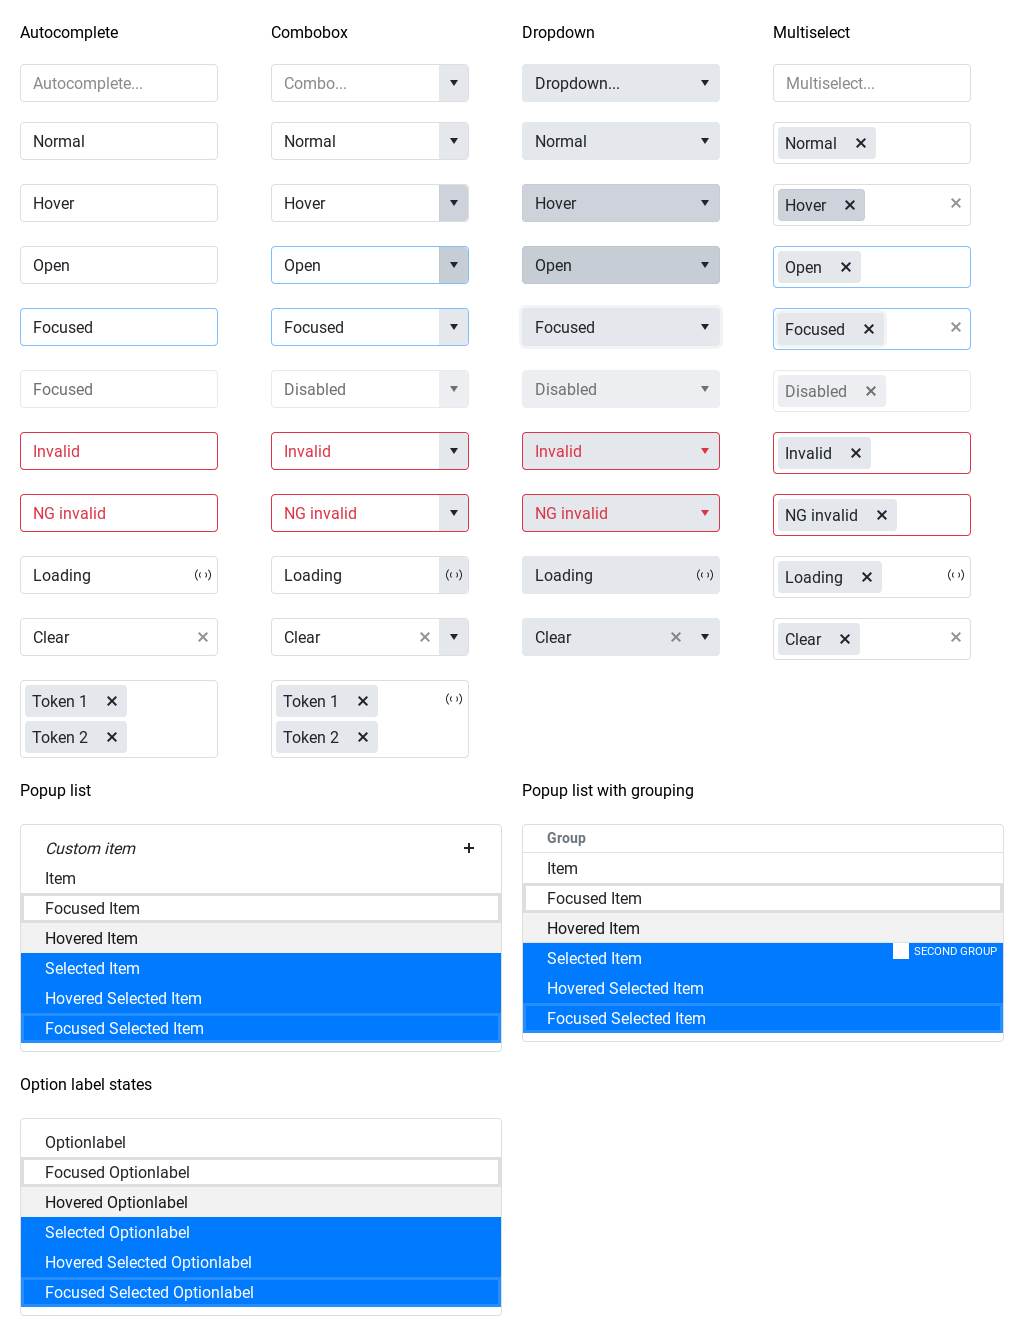 Autocomplete Combobox Dropdown Multiselect
Autocomplete... Combo... Dropdown... Multiselect...
Normal Normal Normal Normal
Hover Hover Hover Hover
Open Open Open Open
Focused Focused Focused Focused
Focused Disabled Disabled Disabled
Invalid Invalid Invalid Invalid
NG invalid NG invalid NG invalid NG invalid
Loading Loading Loading Loading
Clear Clear Clear Clear
Token 1 Token 1
Token 2 Token 2
Popup list
Custom item
Item
Focused Item
Hovered Item
Selected Item
Hovered Selected Item
Focused Selected Item
Popup list with grouping
Group
Item
Focused Item
Hovered Item
Selected Item SECOND GROUP
Hovered Selected Item
Focused Selected Item
Option label states
Optionlabel
Focused Optionlabel
Hovered Optionlabel
Selected Optionlabel
Hovered Selected Optionlabel
Focused Selected Optionlabel